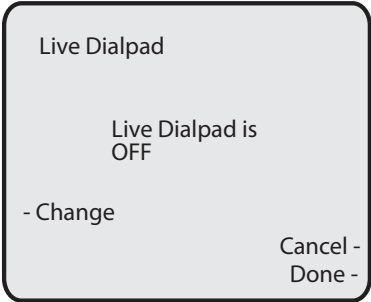 Live Dialpad
Live Dialpad is
OFF
- Change
Cancel -
Done -